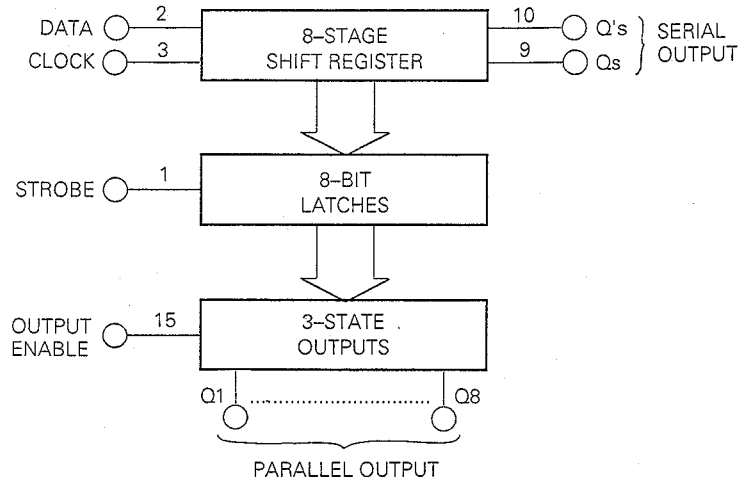 DATA
2
8–STAGE
SHIFT REGISTER
10
Q's
SERIAL
OUTPUT
CLOCK
3
9
Qs
STROBE
1
8–BIT
LATCHES
OUTPUT
ENABLE
15
3–STATE
OUTPUTS
Q1
Q8
PARALLEL OUTPUT